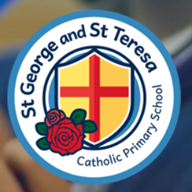 St George and St Teresa
Catholic Primary School